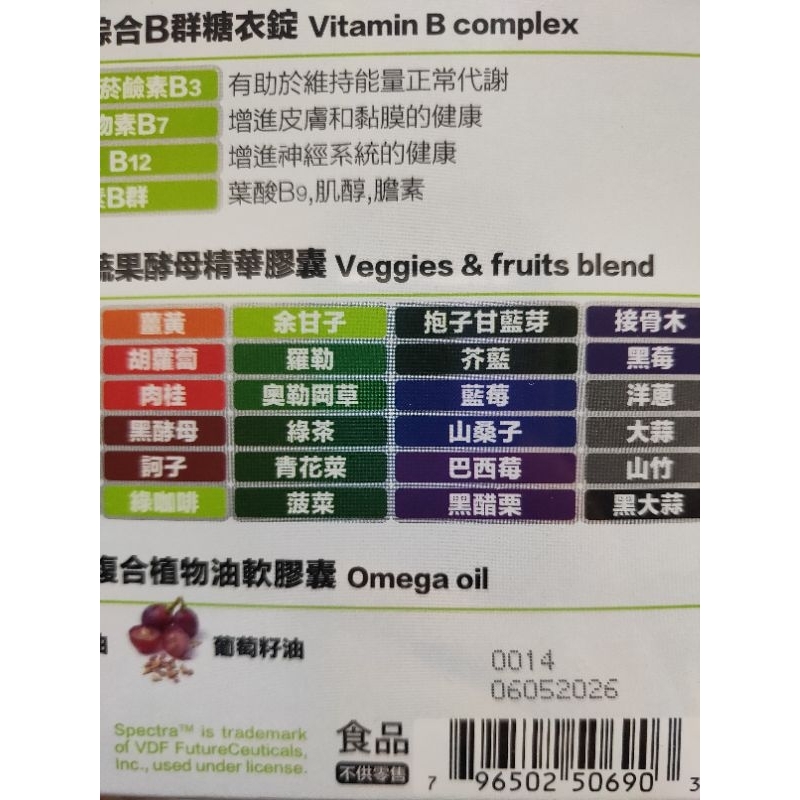 綜合B群糖衣錠 Vitamin B complex
菸鹼素B3 有助於維持能量正常代謝
物素B7 增進皮膚和黏膜的健康
B12 增進神經系統的健康
B群 葉酸B9,肌醇,膽素
蔬果酵母精華膠囊 Veggies & fruits blend
薑黃 余甘子 抱子甘藍芽 接骨木
胡蘿蔔 羅勒 芥藍 黑莓
肉桂 奧勒岡草 藍莓 洋蔥
黑酵母 綠茶 山桑子 大蒜
訶子 青花菜 巴西莓 山竹
綠咖啡 菠菜 黑醋栗 黑大蒜
複合植物油軟膠囊 Omega oil
葡萄籽油
0014
06052026
Spectra™ is trademark
of VDF FutureCeuticals,
Inc., used under license.
食品
不供零售
7 96502 50690 3